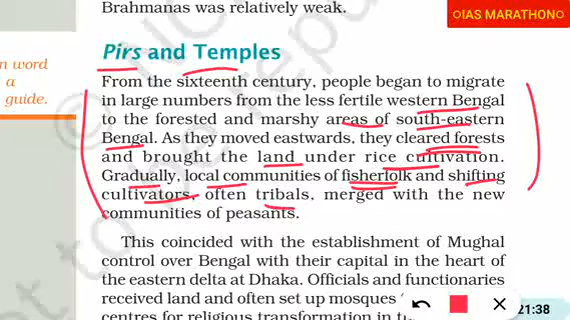 Brahmanas was relatively weak.
⊙IAS MARATHON⊙
n word
a
guide.
Pirs and Temples
From the sixteenth century, people began to migrate
in large numbers from the less fertile western Bengal
to the forested and marshy areas of south-eastern
Bengal. As they moved eastwards, they cleared forests
and brought the land under rice cultivation.
Gradually, local communities of fisherfolk and shifting
cultivators, often tribals, merged with the new
communities of peasants.
This coincided with the establishment of Mughal
control over Bengal with their capital in the heart of
the eastern delta at Dhaka. Officials and functionaries
received land and often set up mosques
centres for religious transformation in
21:38